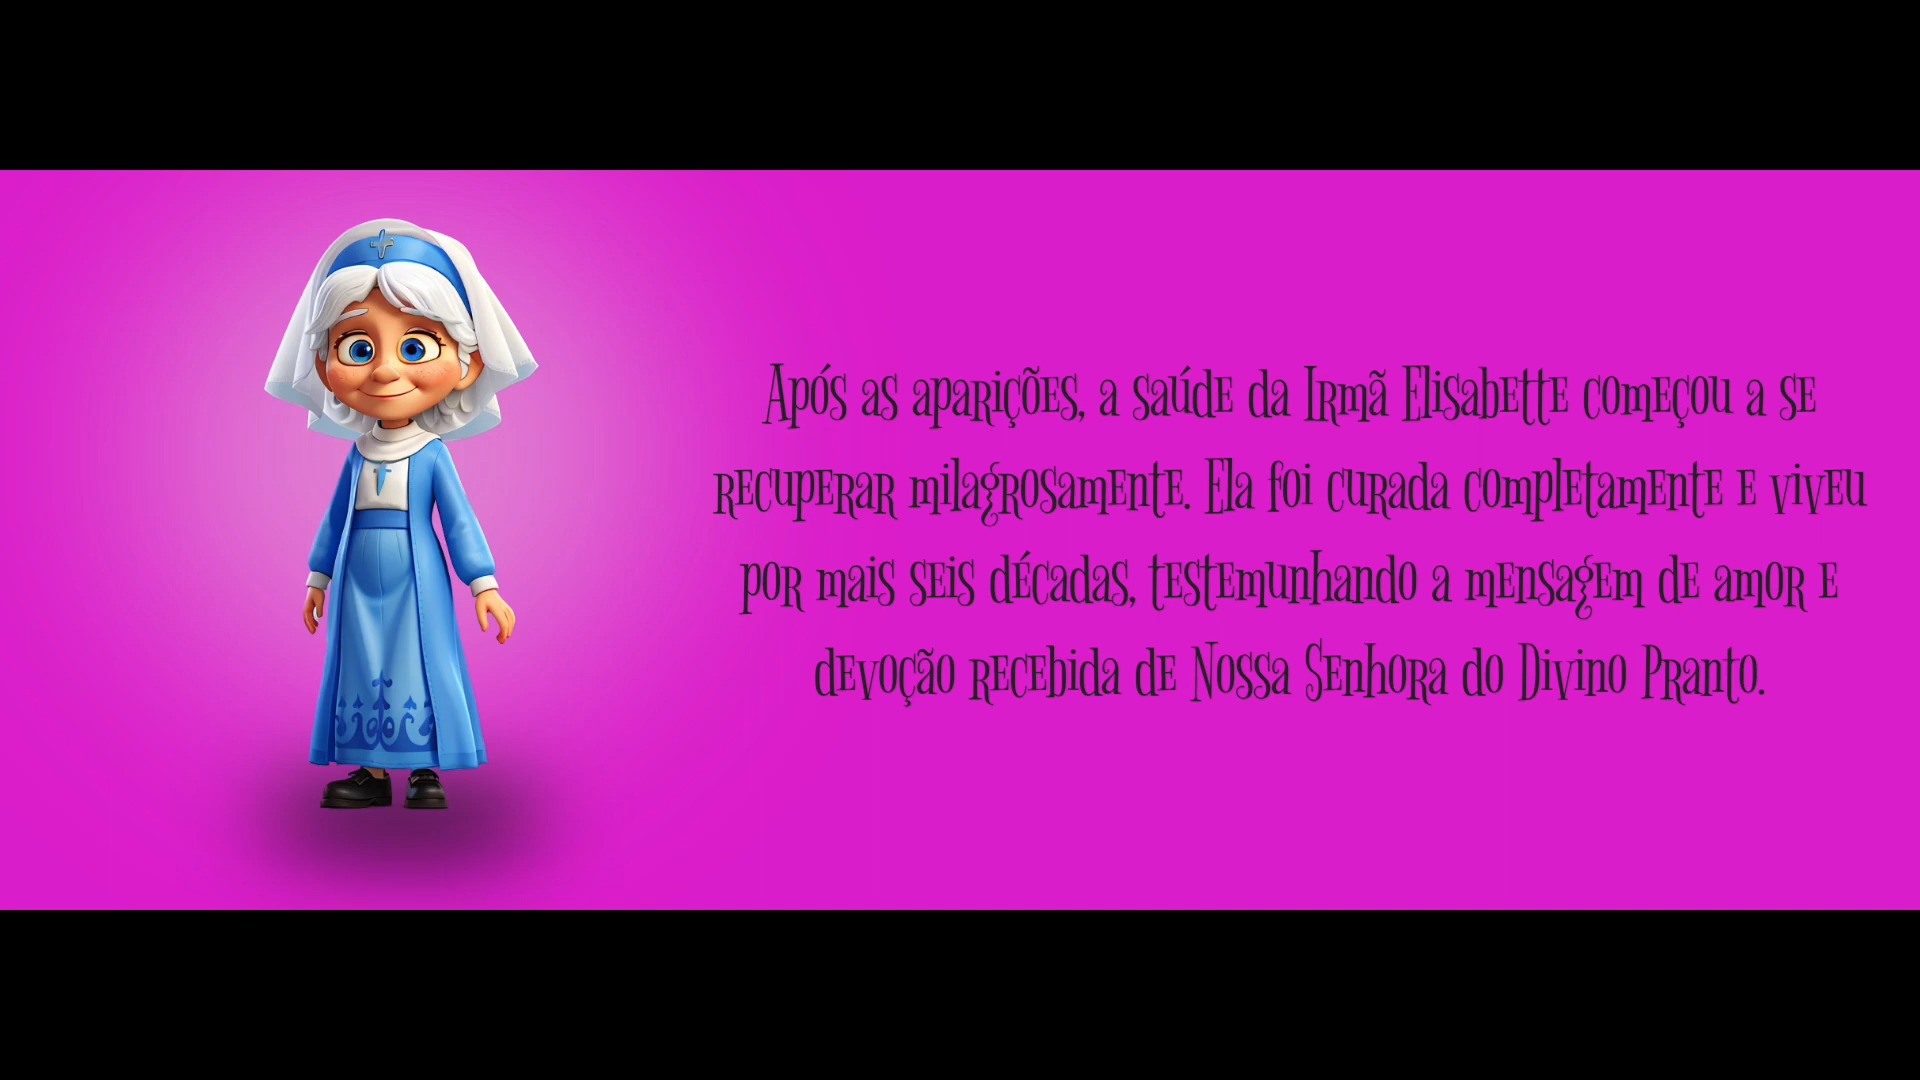 Após as aparições, a saúde da Irmã Elisabette começou a se
recuperar milagrosamente. Ela foi curada completamente e viveu
por mais seis décadas, testemunhando a mensagem de amor e
devoção recebida de Nossa Senhora do Divino Pranto.